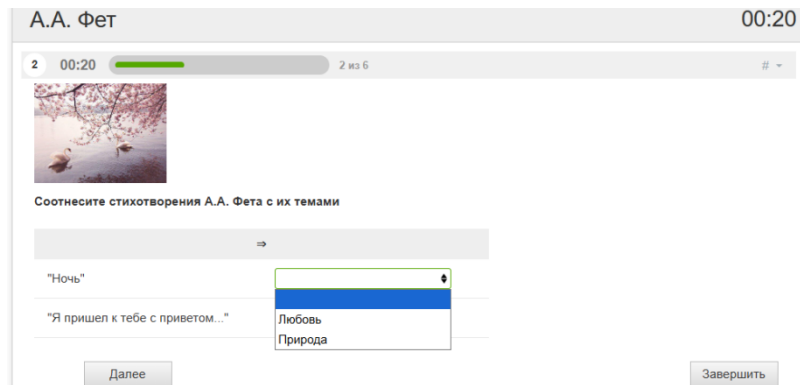 А.А. Фет
00:20
2 00:20 2 из 6 #
Соотнесите стихотворения А.А. Фета с их темами
⇒
"Ночь"
"Я пришел к тебе с приветом..."
Любовь
Природа
Далее
Завершить